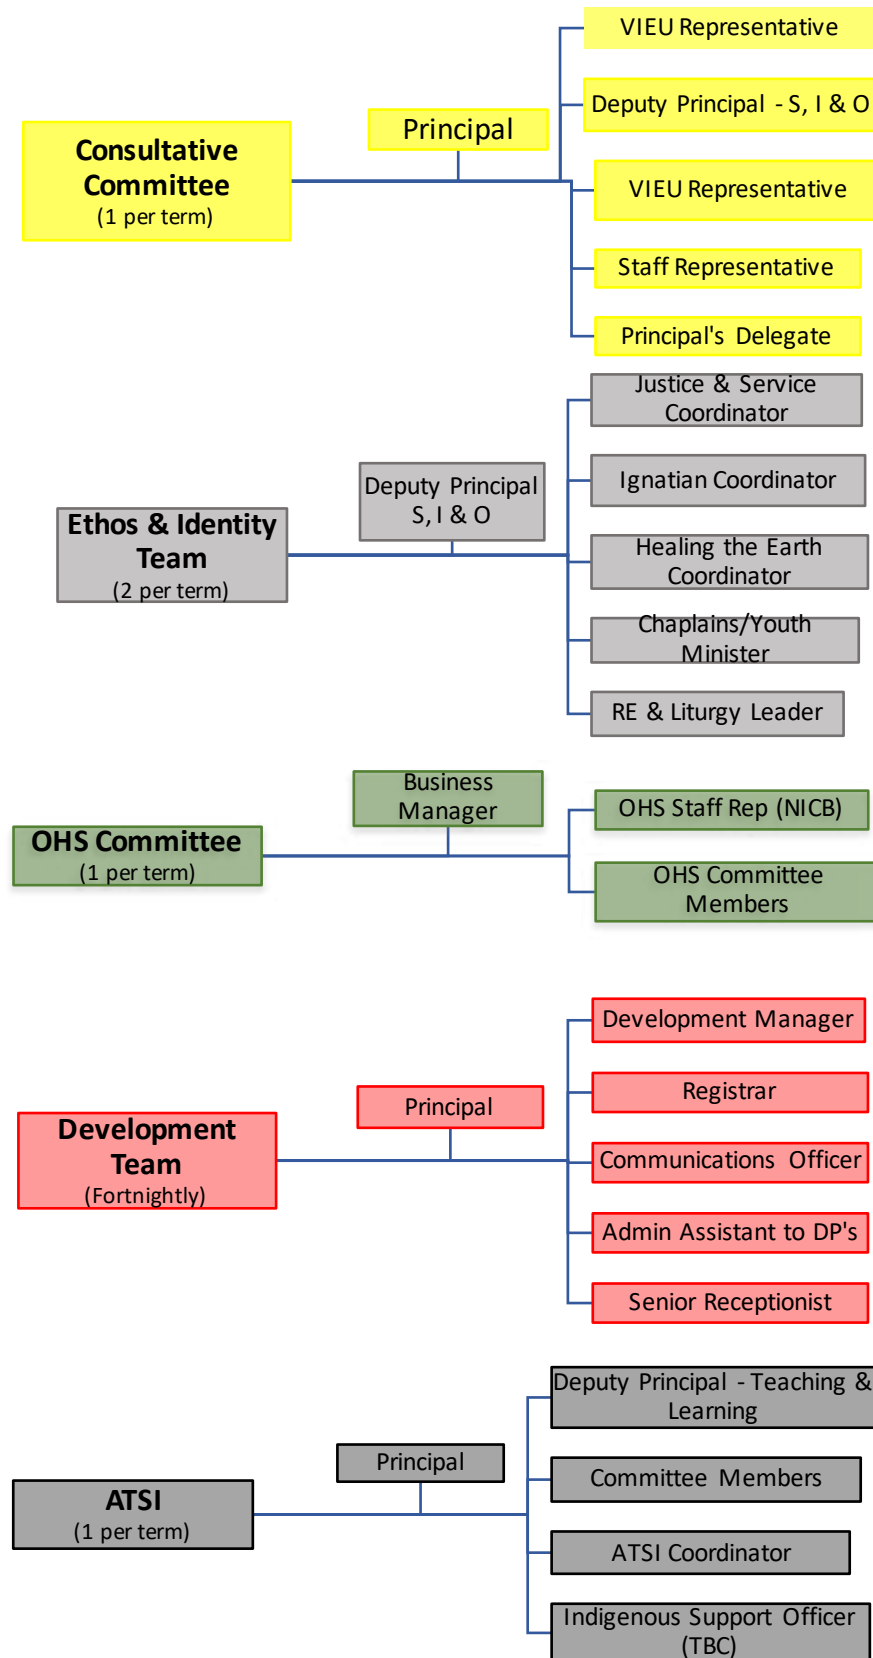 VIEU Representative
Deputy Principal - S, I & O
Principal
Consultative
Committee
(1 per term)
VIEU Representative
Staff Representative
Principal's Delegate
Justice & Service
Coordinator
Deputy Principal
S, I & O
Ignatian Coordinator
Ethos & Identity
Team
(2 per term)
Healing the Earth
Coordinator
Chaplains/Youth
Minister
RE & Liturgy Leader
Business
Manager
OHS Staff Rep (NICB)
OHS Committee
(1 per term)
OHS Committee
Members
Development Manager
Principal
Registrar
Development
Team
(Fortnightly)
Communications Officer
Admin Assistant to DP's
Senior Receptionist
Deputy Principal - Teaching &
Learning
Principal
Committee Members
ATSI
(1 per term)
ATSI Coordinator
Indigenous Support Officer
(TBC)